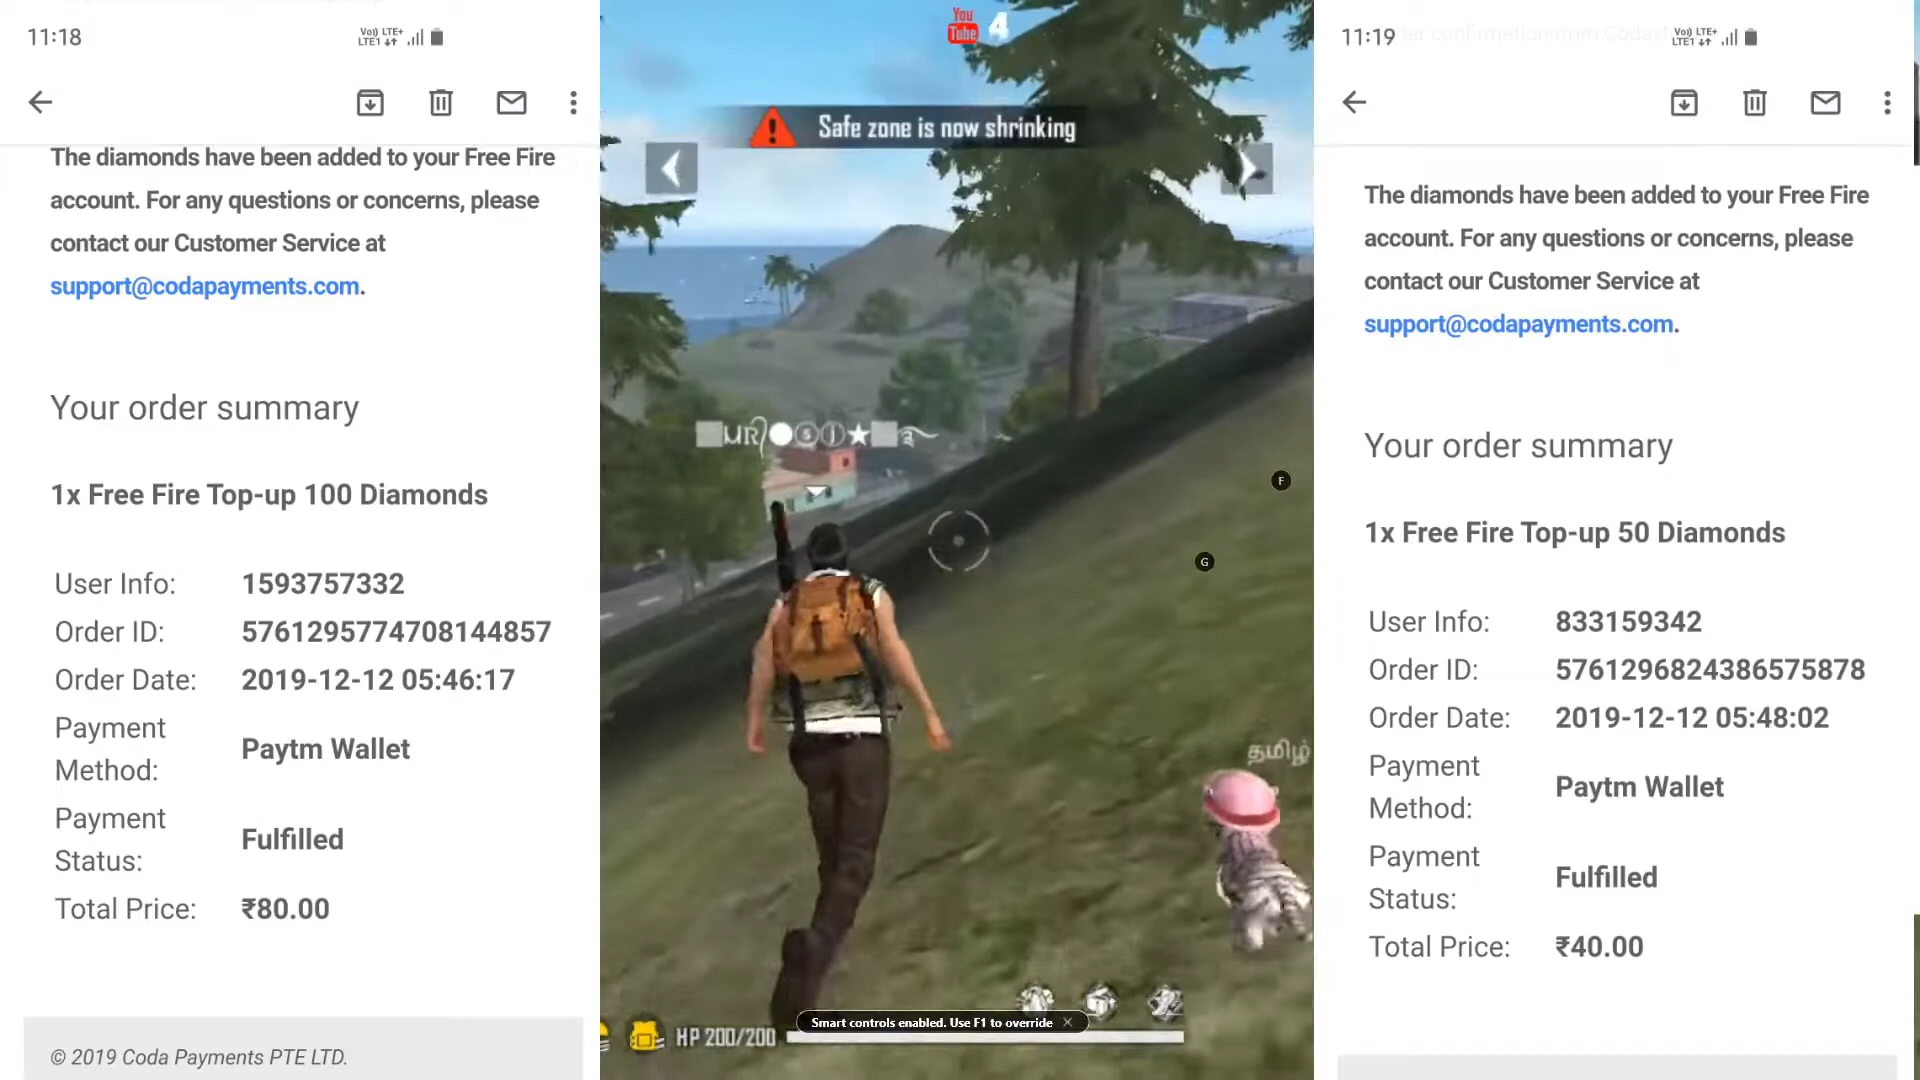 11:18
Vo) LTE+
LTE1
The diamonds have been added to your Free Fire
account. For any questions or concerns, please
contact our Customer Service at
support@codapayments.com.
Your order summary
1x Free Fire Top-up 100 Diamonds
User Info: 1593757332
Order ID: 5761295774708144857
Order Date: 2019-12-12 05:46:17
Payment
Method: Paytm Wallet
Payment
Status: Fulfilled
Total Price: ₹80.00
© 2019 Coda Payments PTE LTD.
You
Tube 4
Safe zone is now shrinking
F
G
தமிழ்
Smart controls enabled. Use F1 to override
HP 200/200
11:19
Vo) LTE+
LTE1
The diamonds have been added to your Free Fire
account. For any questions or concerns, please
contact our Customer Service at
support@codapayments.com.
Your order summary
1x Free Fire Top-up 50 Diamonds
User Info: 833159342
Order ID: 5761296824386575878
Order Date: 2019-12-12 05:48:02
Payment
Method: Paytm Wallet
Payment
Status: Fulfilled
Total Price: ₹40.00